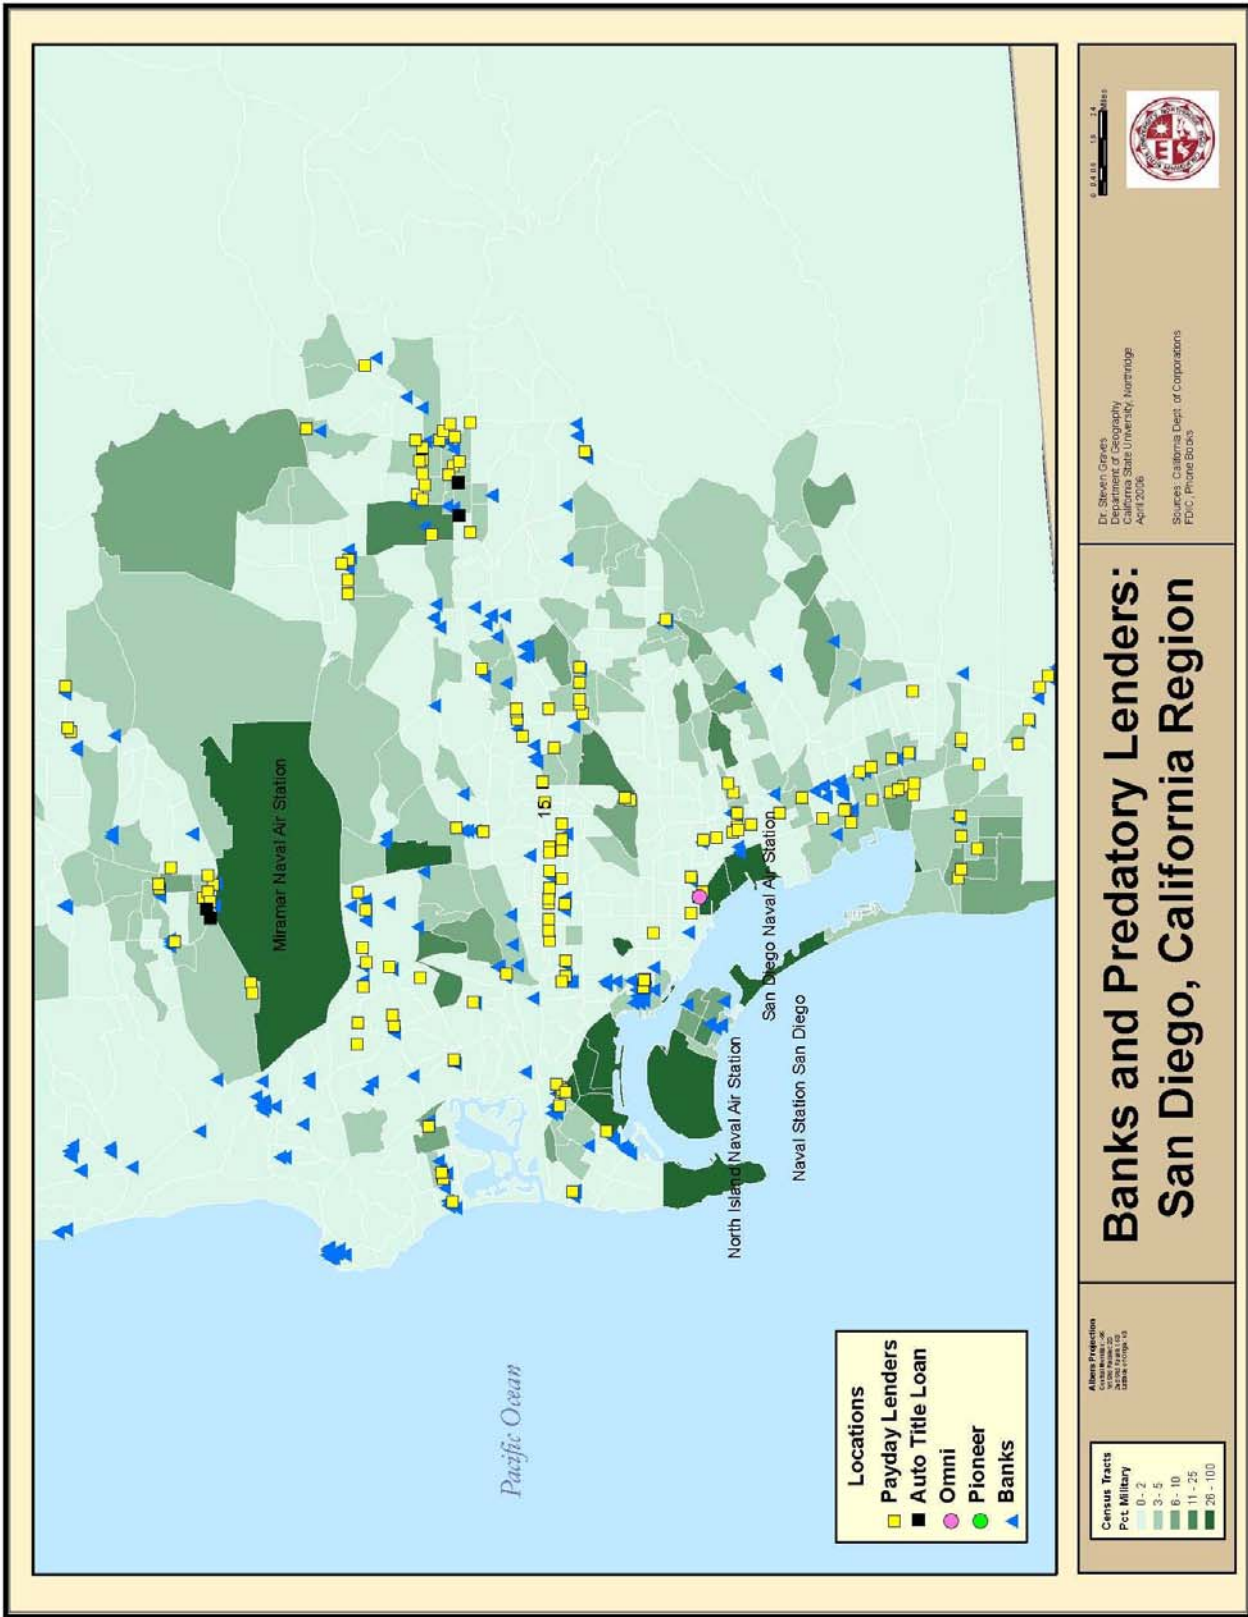 Miramar Naval Air Station
15
San Diego Naval Air Station
North Island Naval Air Station
Naval Station San Diego
Pacific Ocean
Locations
Payday Lenders
Auto Title Loan
Omni
Pioneer
Banks
Census Tracts
Pct. Military
0 - 2
3 - 5
6 - 10
11 - 25
26 - 100
Albers Projection
Banks and Predatory Lenders:
San Diego, California Region
Dr. Steven Graves
Department of Geography
California State University, Northridge
April 2006
Sources: California Dept. of Corporations
FDIC, Phone Books
Miles